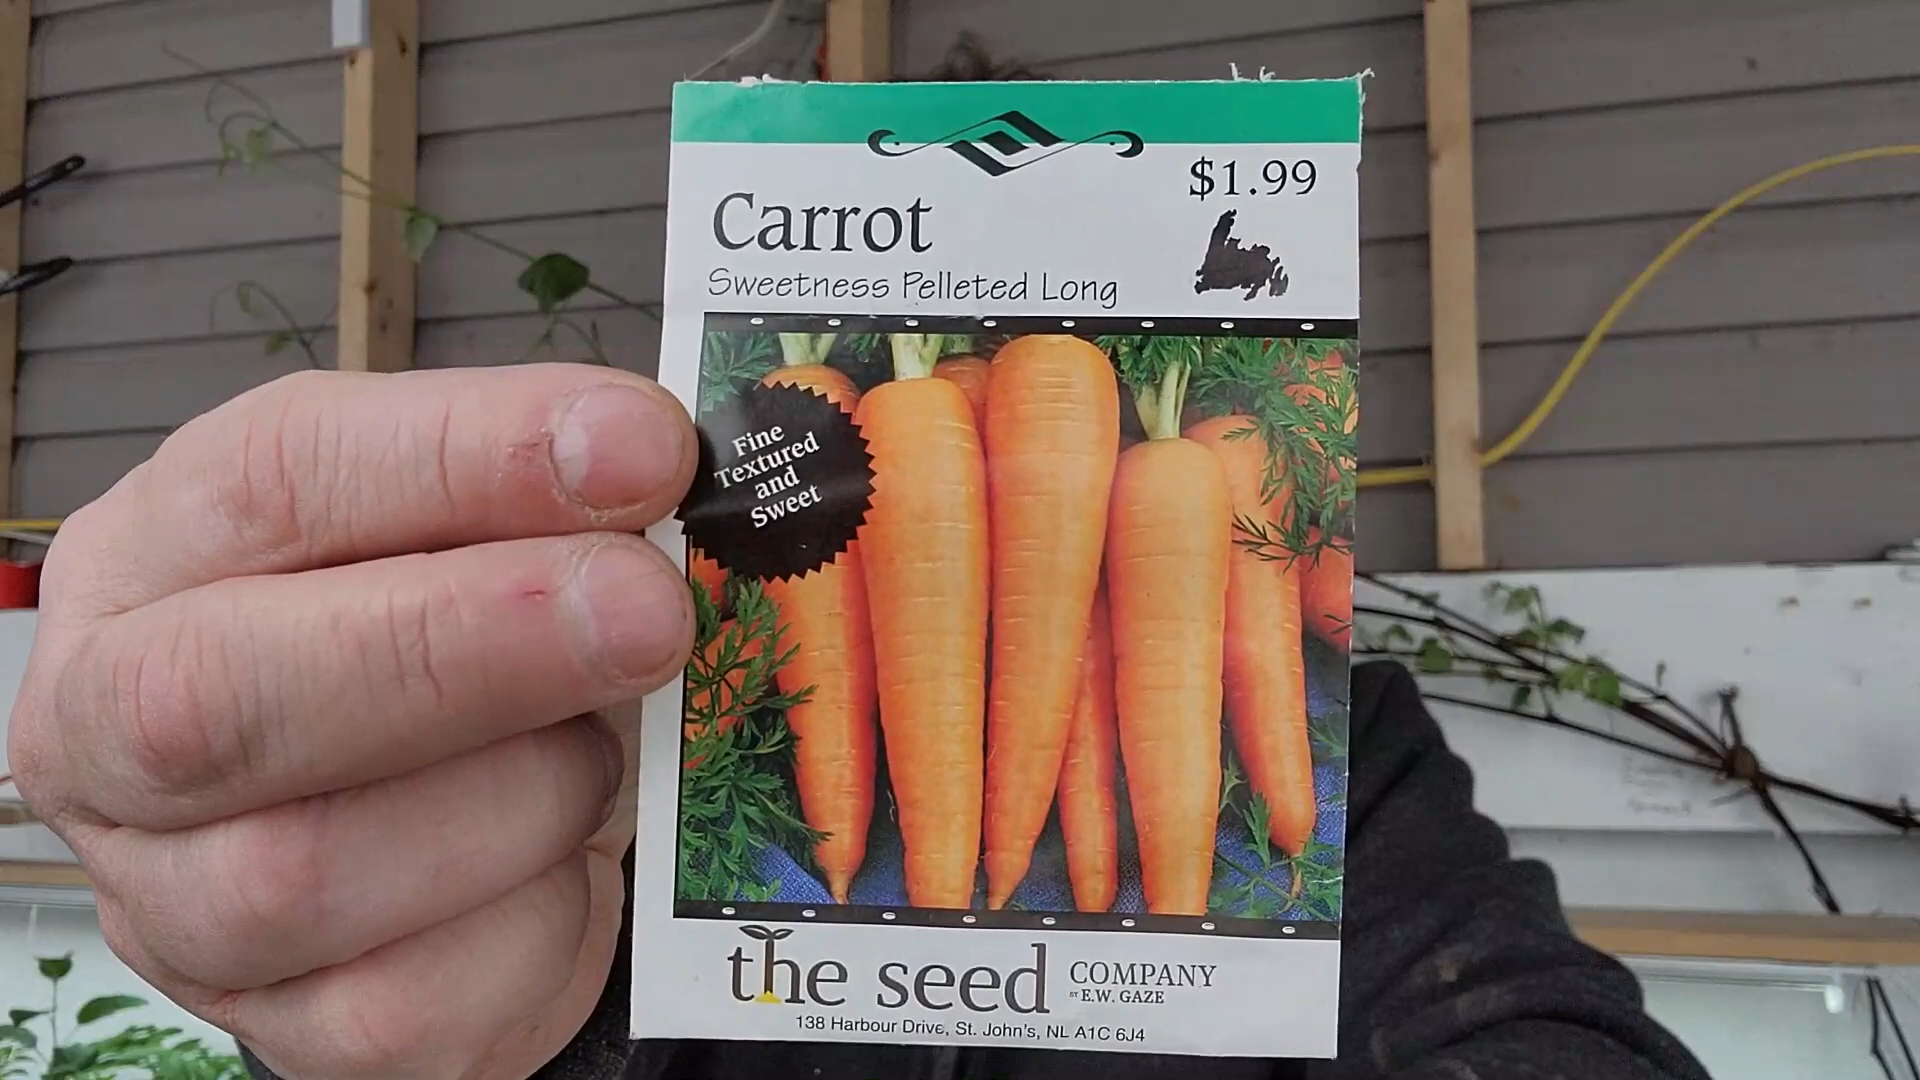 $1.99
Carrot
Sweetness Pelleted Long
Fine
Textured
and
Sweet
the seed COMPANY
BY E.W. GAZE
138 Harbour Drive, St. John's, NL A1C 6J4